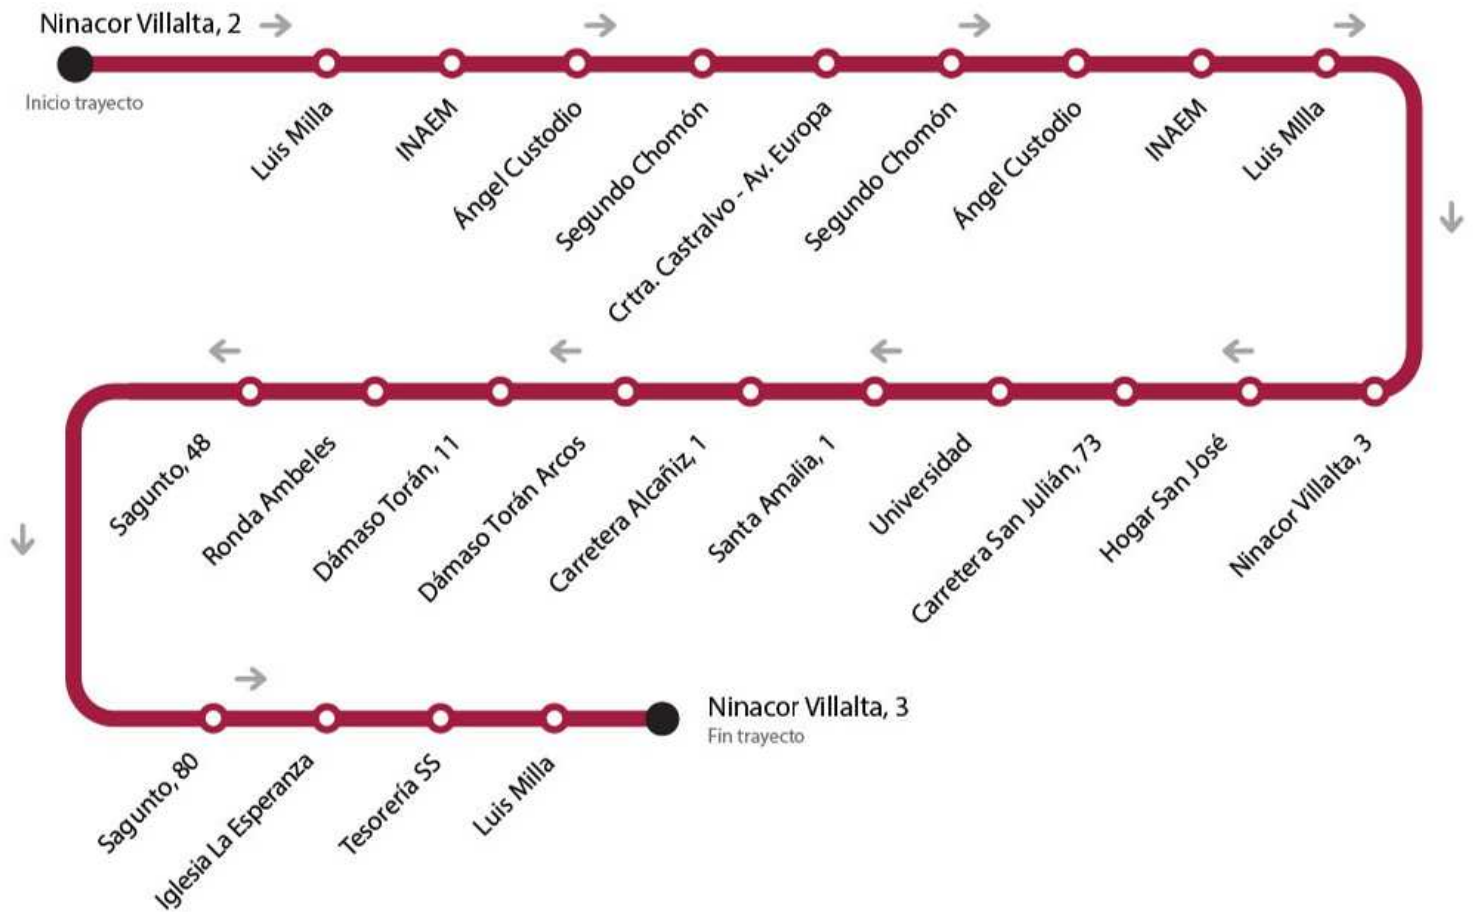 Ninacor Villalta, 2
Inicio trayecto
Luis Milla
INAEM
Ángel Custodio
Segundo Chomón
Crtra. Castralvo - Av. Europa
Segundo Chomón
Ángel Custodio
INAEM
Luis MIlla
Sagunto, 48
Ronda Ambeles
Dámaso Torán, 11
Dámaso Torán Arcos
Carretera Alcañiz, 1
Santa Amalia, 1
Universidad
Carretera San Julián, 73
Hogar San José
Ninacor Villalta, 3
Sagunto, 80
Iglesia La Esperanza
Tesorería SS
Luis Milla
Ninacor Villalta, 3
Fin trayecto